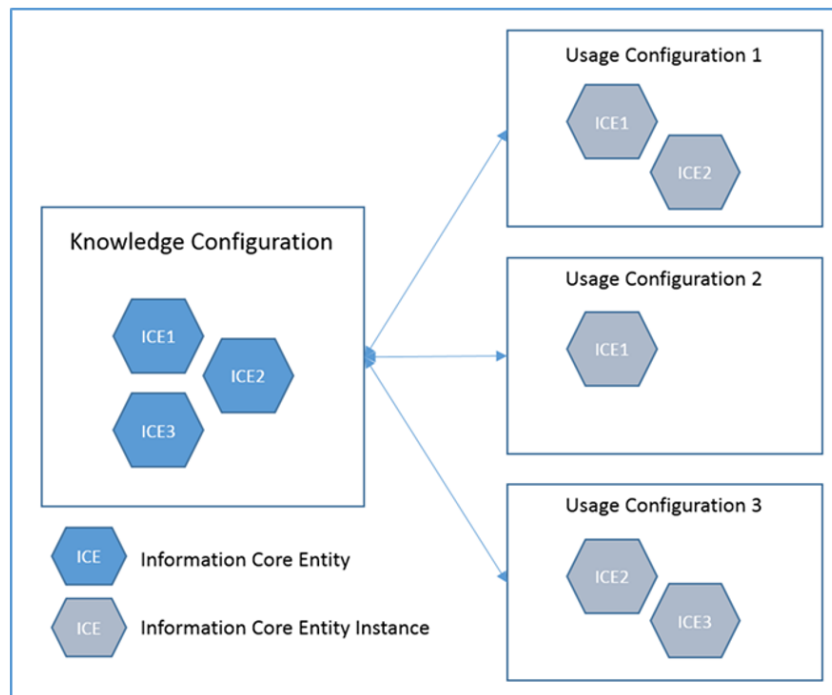 Knowledge Configuration
ICE1
ICE2
ICE3
Usage Configuration 1
ICE1
ICE2
Usage Configuration 2
ICE1
Usage Configuration 3
ICE2
ICE3
ICE Information Core Entity
ICE Information Core Entity Instance